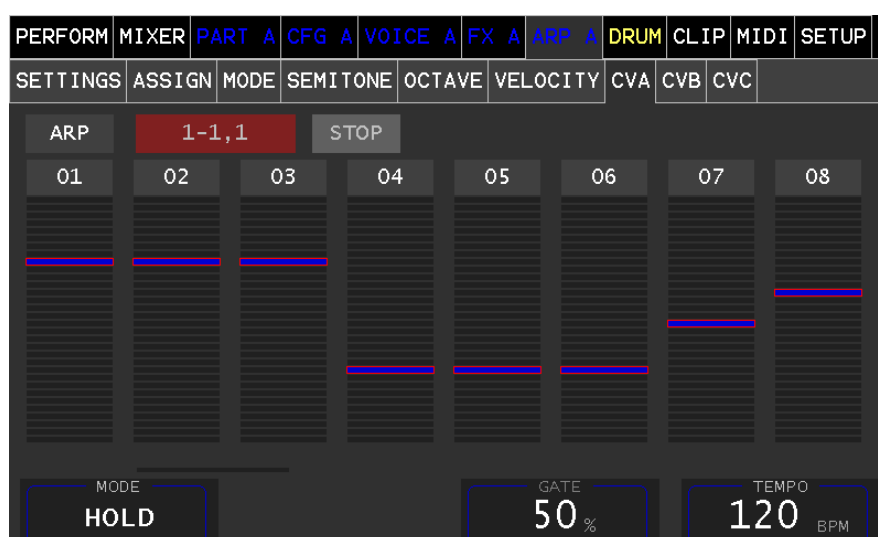 PERFORM MIXER PART A CFG A VOICE A FX A ARP A DRUM CLIP MIDI SETUP
SETTINGS ASSIGN MODE SEMITONE OCTAVE VELOCITY CVA CVB CVC
ARP 1-1,1 STOP
01 02 03 04 05 06 07 08
MODE GATE TEMPO
HOLD 50 % 120 BPM